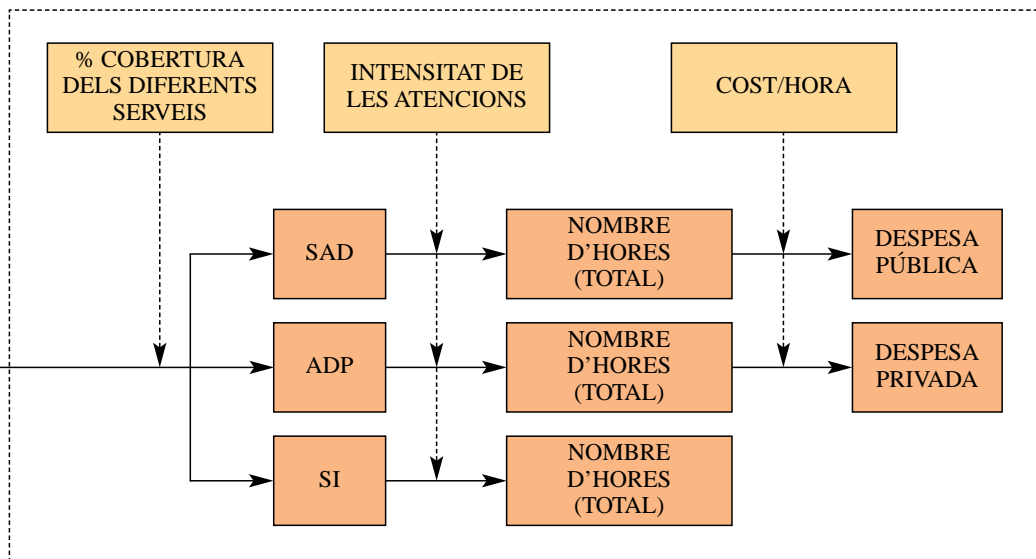 % COBERTURA
DELS DIFERENTS
SERVEIS
INTENSITAT DE
LES ATENCIONS
COST/HORA
SAD
NOMBRE
D'HORES
(TOTAL)
DESPESA
PÚBLICA
ADP
NOMBRE
D'HORES
(TOTAL)
DESPESA
PRIVADA
SI
NOMBRE
D'HORES
(TOTAL)